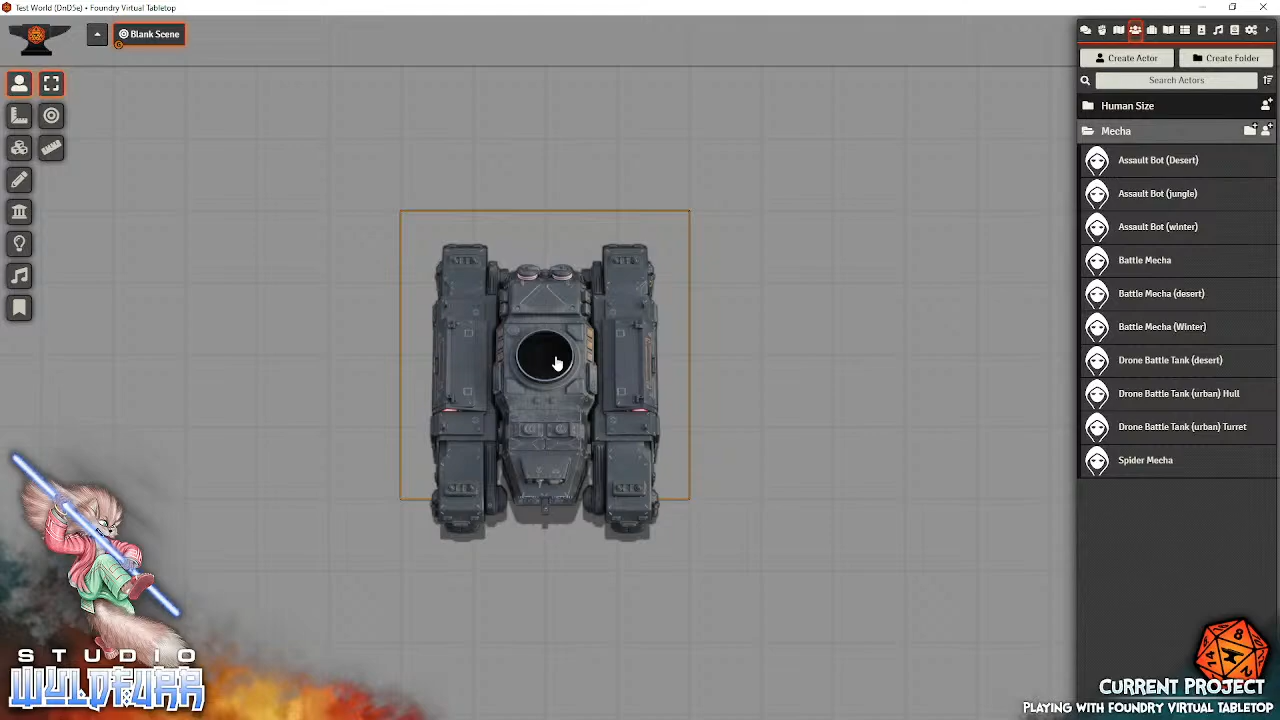 Test World (DnD5e) • Foundry Virtual Tabletop
Blank Scene
Create Actor
Create Folder
Search Actors
Human Size
Mecha
Assault Bot (Desert)
Assault Bot (jungle)
Assault Bot (winter)
Battle Mecha
Battle Mecha (desert)
Battle Mecha (Winter)
Drone Battle Tank (desert)
Drone Battle Tank (urban) Hull
Drone Battle Tank (urban) Turret
Spider Mecha
STUDIO
WYLDFURR
8
CURRENT PROJECT
PLAYING WITH FOUNDRY VIRTUAL TABLETOP